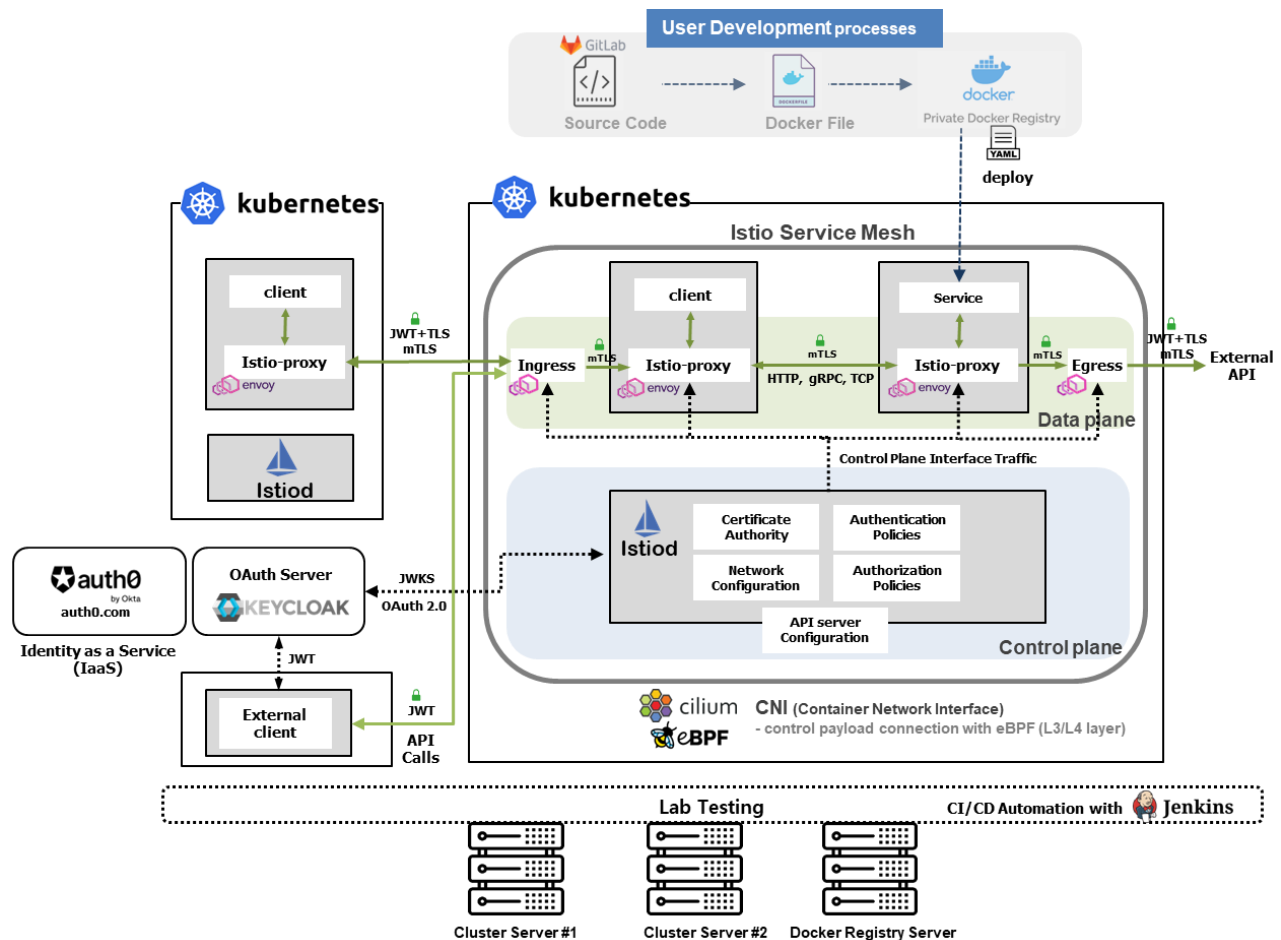 User Development processes
GitLab
Source Code
DOCKERFILE
Docker File
docker
Private Docker Registry
YAML
deploy
kubernetes
client
Istio-proxy
envoy
Istiod
JWT+TLS
mTLS
kubernetes
Istio Service Mesh
Ingress
mTLS
client
Istio-proxy
envoy
mTLS
HTTP, gRPC, TCP
Service
Istio-proxy
envoy
mTLS
Egress
JWT+TLS
mTLS
External
API
Data plane
Control Plane Interface Traffic
Istiod
Certificate
Authority
Authentication
Policies
Network
Configuration
Authorization
Policies
API server
Configuration
Control plane
auth0
by Okta
auth0.com
Identity as a Service
(IaaS)
OAuth Server
KEYCLOAK
JWKS
OAuth 2.0
JWT
External
client
JWT
API
Calls
cilium
eBPF
CNI (Container Network Interface)
- control payload connection with eBPF (L3/L4 layer)
Lab Testing
CI/CD Automation with Jenkins
Cluster Server #1
Cluster Server #2
Docker Registry Server